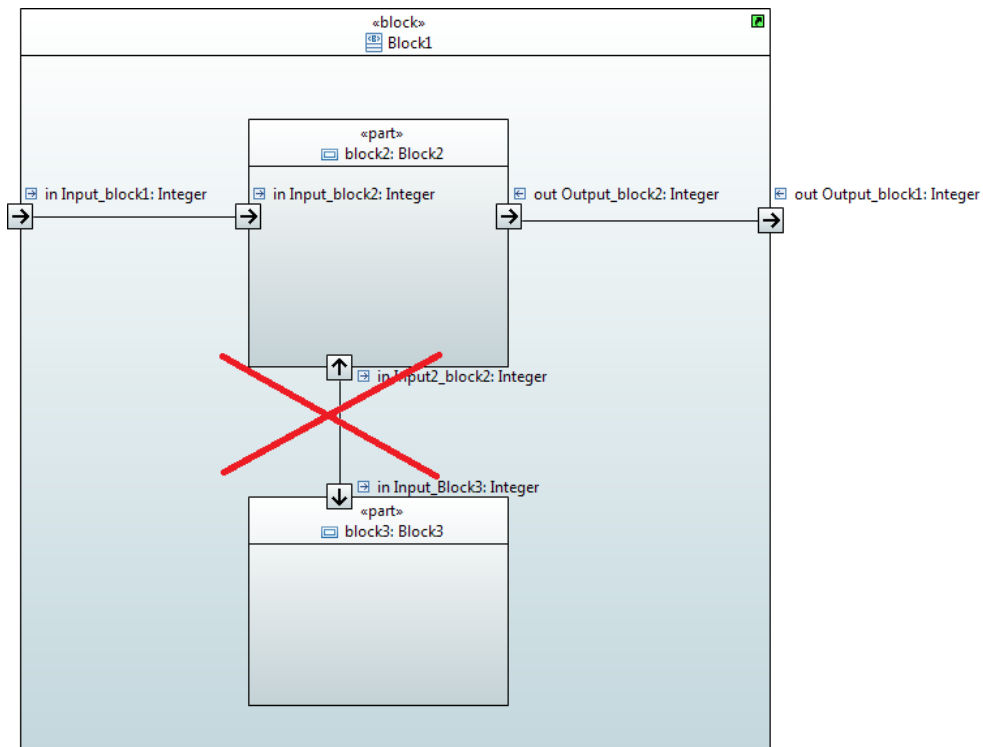 «block»
Block1
«part»
block2: Block2
in Input_block1: Integer
in Input_block2: Integer
out Output_block2: Integer
out Output_block1: Integer
in Input2_block2: Integer
in Input_Block3: Integer
«part»
block3: Block3